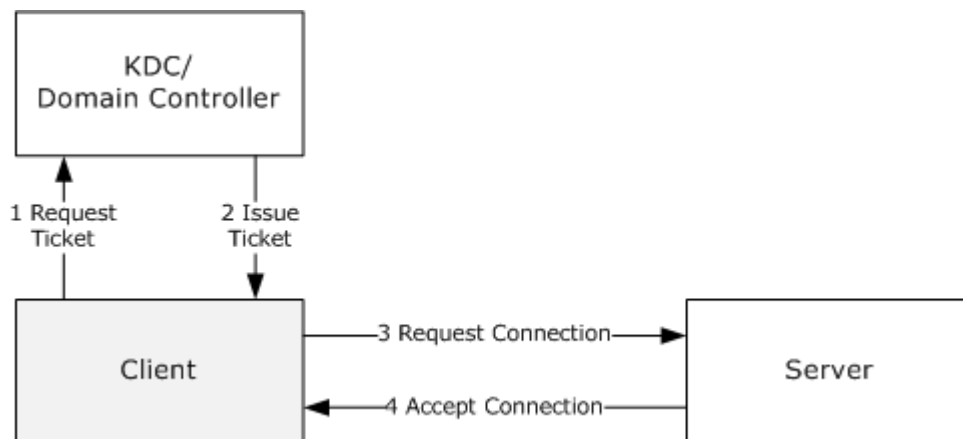 KDC/
Domain Controller
1 Request
Ticket
2 Issue
Ticket
Client
3 Request Connection
4 Accept Connection
Server